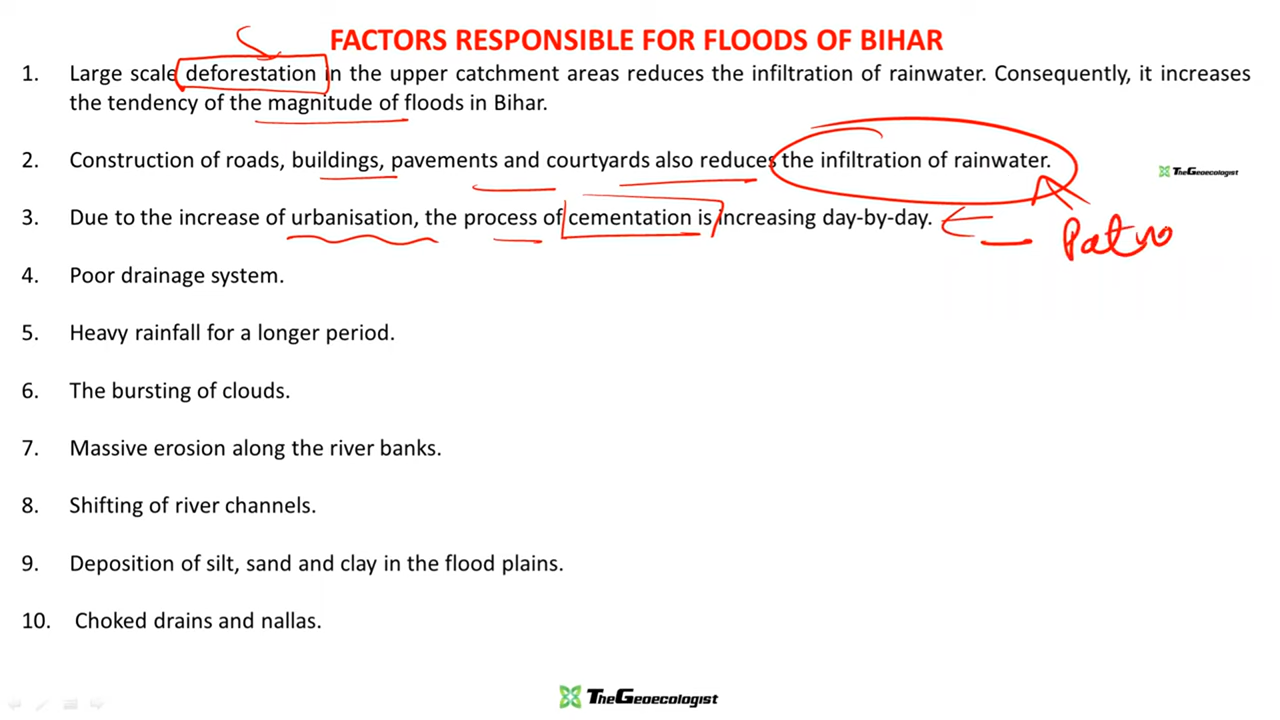 FACTORS RESPONSIBLE FOR FLOODS OF BIHAR
1. Large scale deforestation in the upper catchment areas reduces the infiltration of rainwater. Consequently, it increases
the tendency of the magnitude of floods in Bihar.
2. Construction of roads, buildings, pavements and courtyards also reduces the infiltration of rainwater.
TheGeoecologist
3. Due to the increase of urbanisation, the process of cementation is increasing day-by-day.
4. Poor drainage system.
5. Heavy rainfall for a longer period.
6. The bursting of clouds.
7. Massive erosion along the river banks.
8. Shifting of river channels.
9. Deposition of silt, sand and clay in the flood plains.
10. Choked drains and nallas.
TheGeoecologist